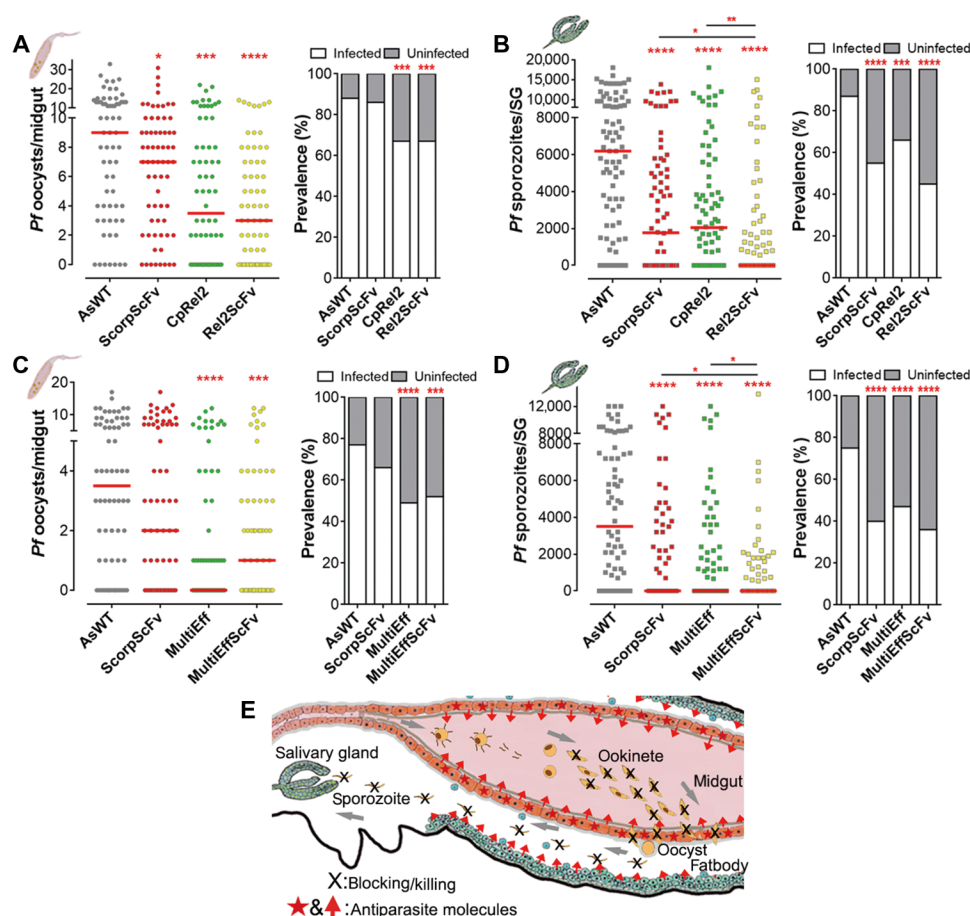 A
Pf oocysts/midgut
30
20
10
8
6
4
2
0
*
***
****
AsWT
ScorpScFv
CpRel2
Rel2ScFv
Infected Uninfected
*** ***
Prevalence (%)
100
80
60
40
20
0
AsWT
ScorpScFv
CpRel2
Rel2ScFv
B
Pf sporozoites/SG
20,000
18,000
15,000
10,000
8000
6000
4000
2000
0
**
*
**** **** ****
AsWT
ScorpScFv
CpRel2
Rel2ScFv
Infected Uninfected
**** *** ****
Prevalence (%)
100
80
60
40
20
0
AsWT
ScorpScFv
CpRel2
Rel2ScFv
C
Pf oocysts/midgut
20
10
4
2
0
**** ***
AsWT
ScorpScFv
MultiEff
MultiEffScFv
Infected Uninfected
**** ***
Prevalence (%)
100
80
60
40
20
0
AsWT
ScorpScFv
MultiEff
MultiEffScFv
D
Pf sporozoites/SG
12,000
8,000
8000
6000
4000
2000
0
*
*
**** **** ****
AsWT
ScorpScFv
MultiEff
MultiEffScFv
Infected Uninfected
**** **** ****
Prevalence (%)
100
80
60
40
20
0
AsWT
ScorpScFv
MultiEff
MultiEffScFv
E
Salivary gland
Sporozoite
Ookinete
Midgut
Oocyst
Fatbody
X:Blocking/killing
&
:Antiparasite molecules